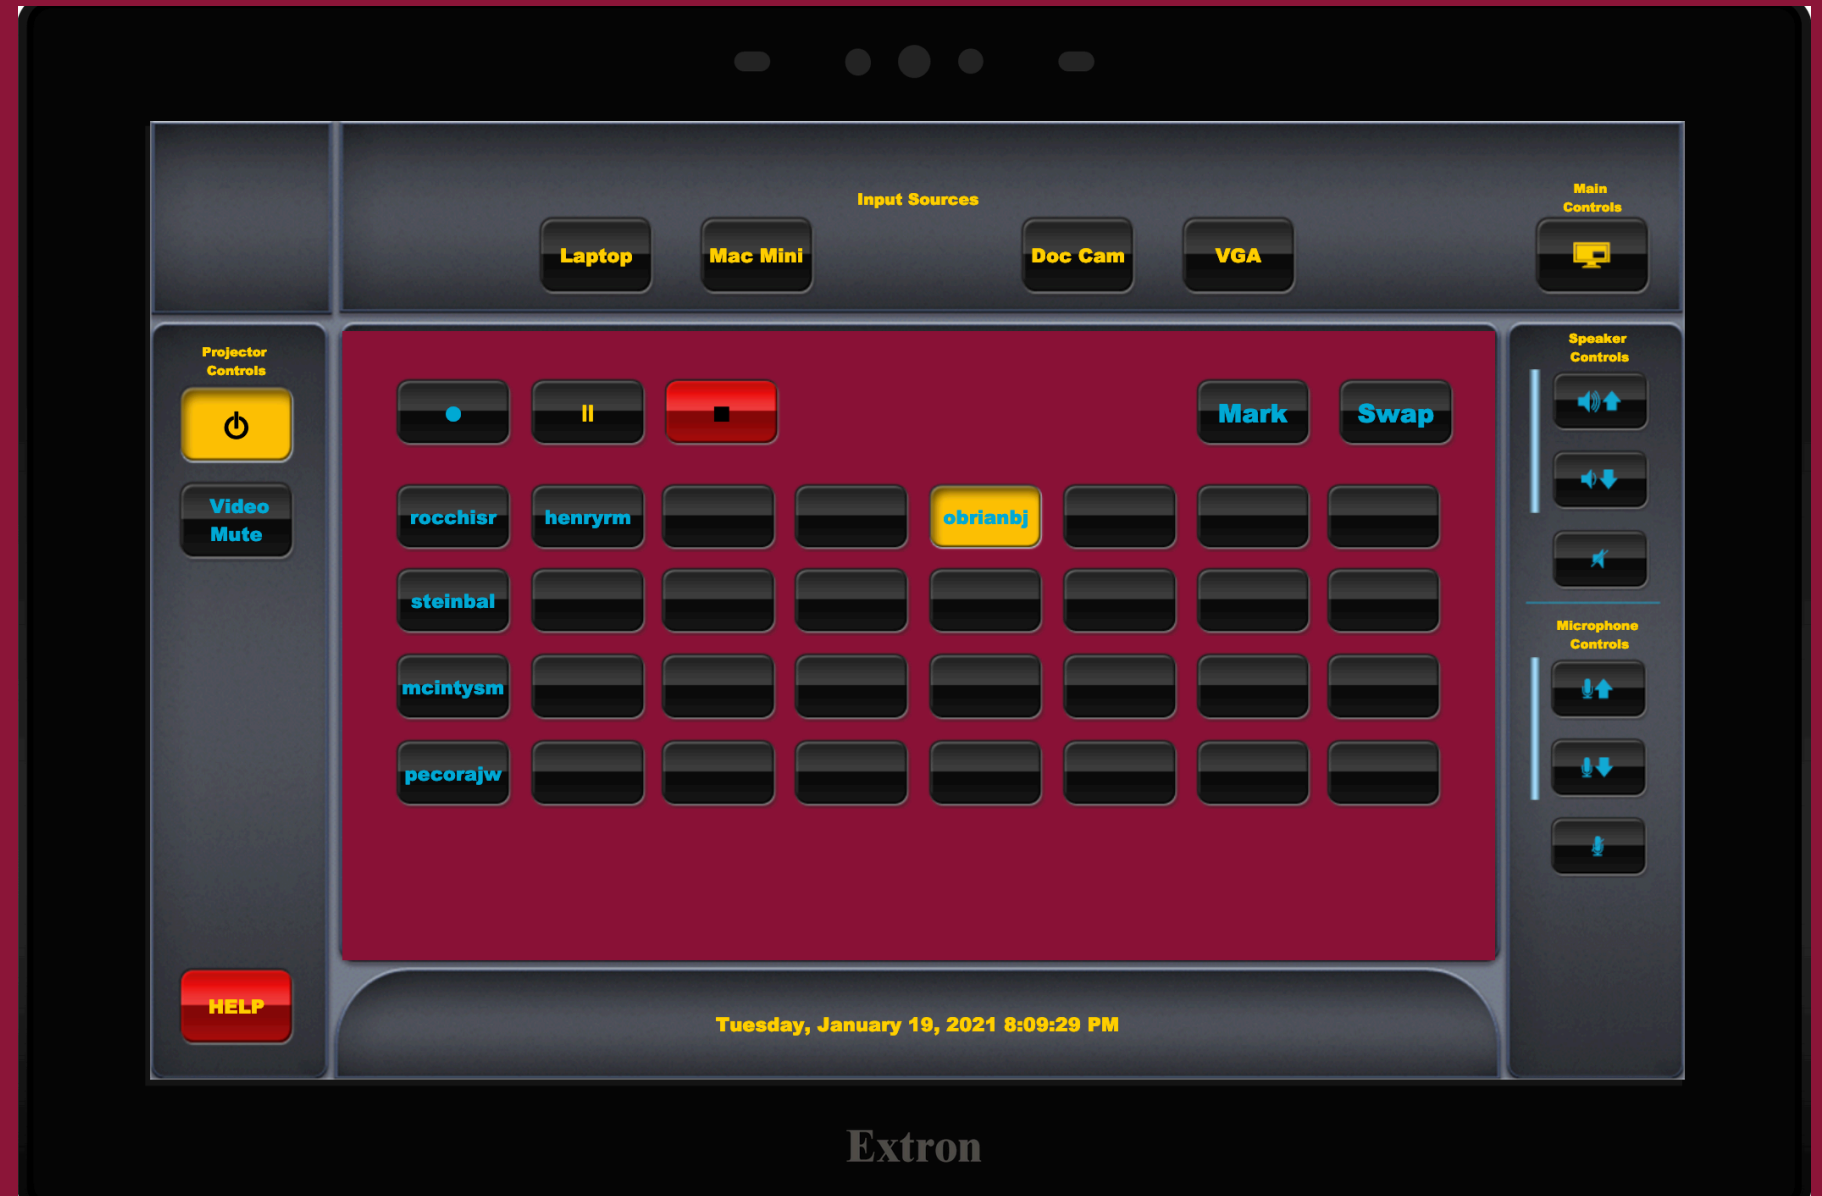 Input Sources
Main
Controls
Laptop
Mac Mini
Doc Cam
VGA
Projector
Controls
Speaker
Controls
Mark
Swap
Video
Mute
rocchisr
henryrm
obrianbj
steinbal
Microphone
Controls
mcintysm
pecorajw
HELP
Tuesday, January 19, 2021 8:09:29 PM
Extron